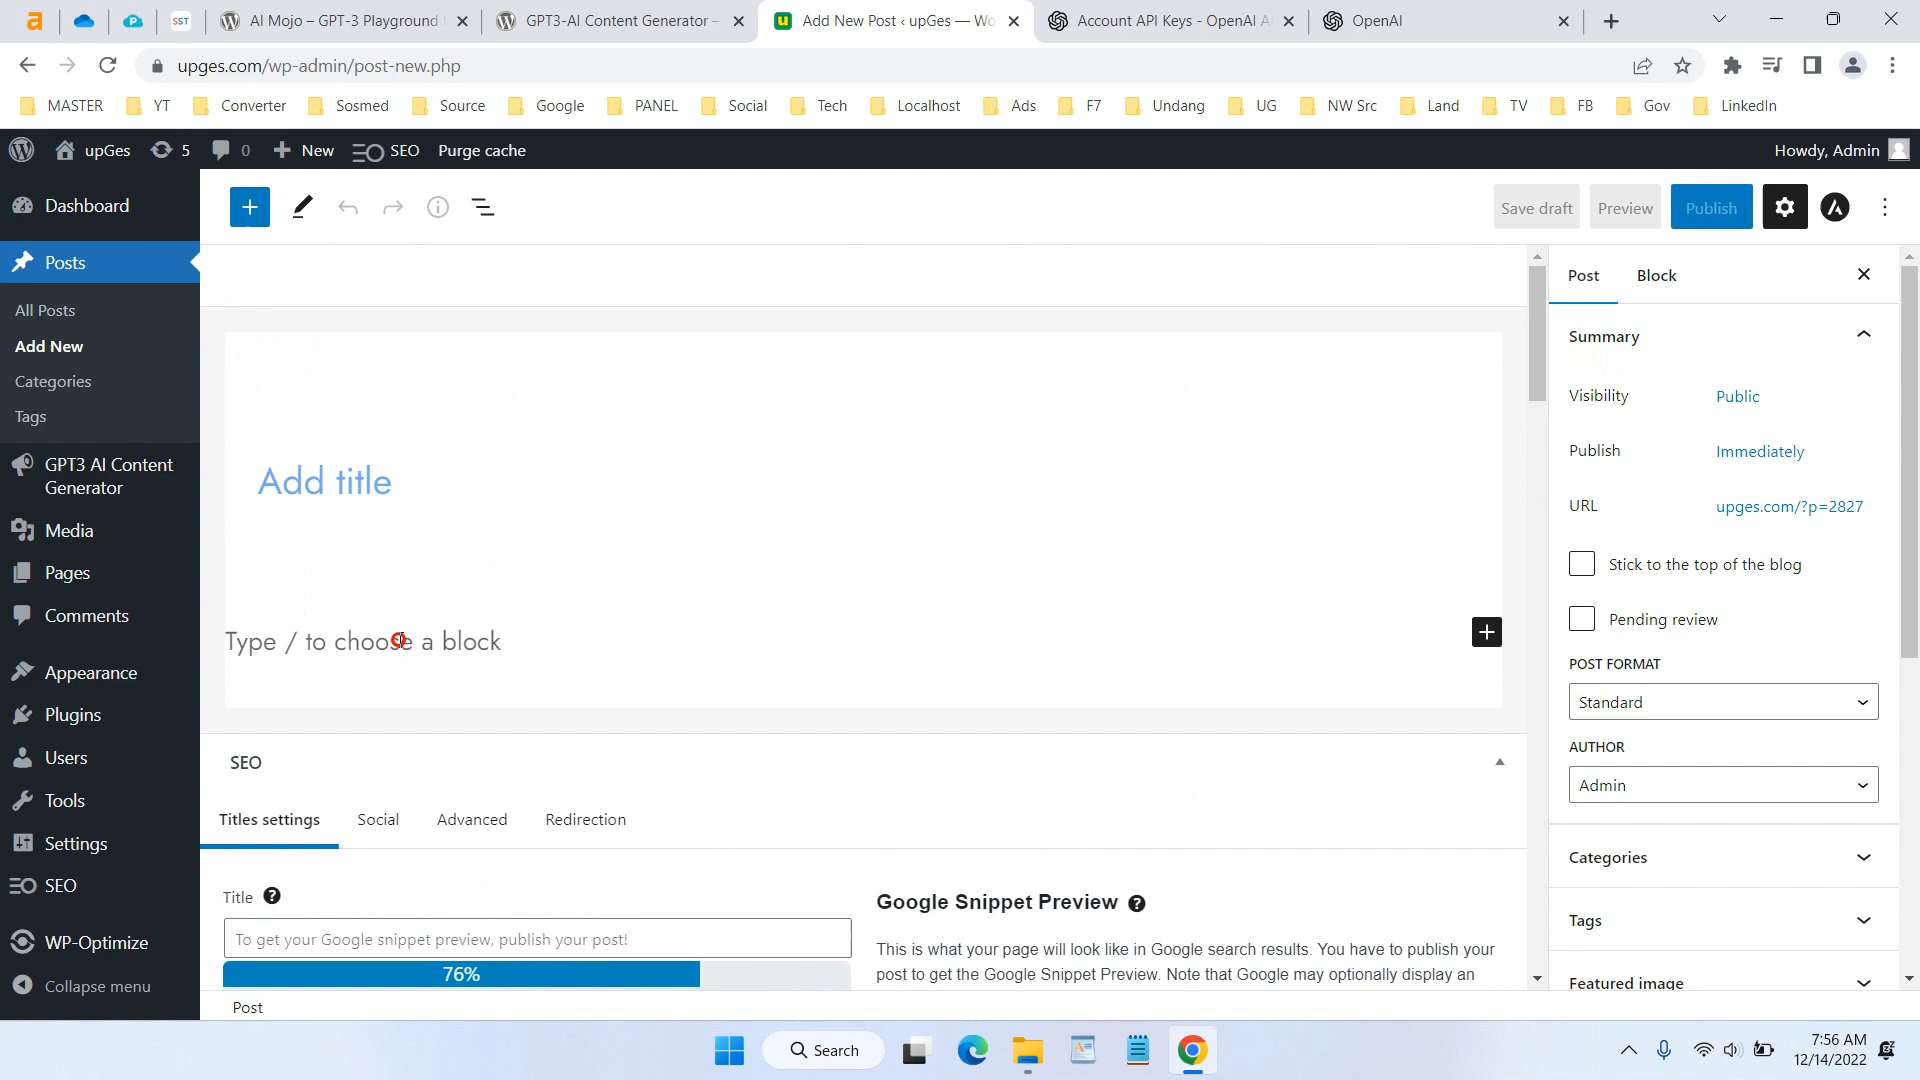 AI Mojo – GPT-3 Playground
GPT3-AI Content Generator –
Add New Post ‹ upGes — Wo
Account API Keys - OpenAI A
OpenAI
upges.com/wp-admin/post-new.php
MASTER
YT
Converter
Sosmed
Source
Google
PANEL
Social
Tech
Localhost
Ads
F7
Undang
UG
NW Src
Land
TV
FB
Gov
LinkedIn
upGes
5
0
New
SEO
Purge cache
Howdy, Admin
Dashboard
Posts
All Posts
Add New
Categories
Tags
GPT3 AI Content
Generator
Media
Pages
Comments
Appearance
Plugins
Users
Tools
Settings
SEO
WP-Optimize
Collapse menu
Save draft
Preview
Publish
Add title
Type / to choose a block
SEO
Titles settings
Social
Advanced
Redirection
Title
To get your Google snippet preview, publish your post!
76%
Google Snippet Preview
This is what your page will look like in Google search results. You have to publish your
post to get the Google Snippet Preview. Note that Google may optionally display an
Post
Post
Block
Summary
Visibility
Public
Publish
Immediately
URL
upges.com/?p=2827
Stick to the top of the blog
Pending review
POST FORMAT
Standard
AUTHOR
Admin
Categories
Tags
Featured image
Search
7:56 AM
12/14/2022